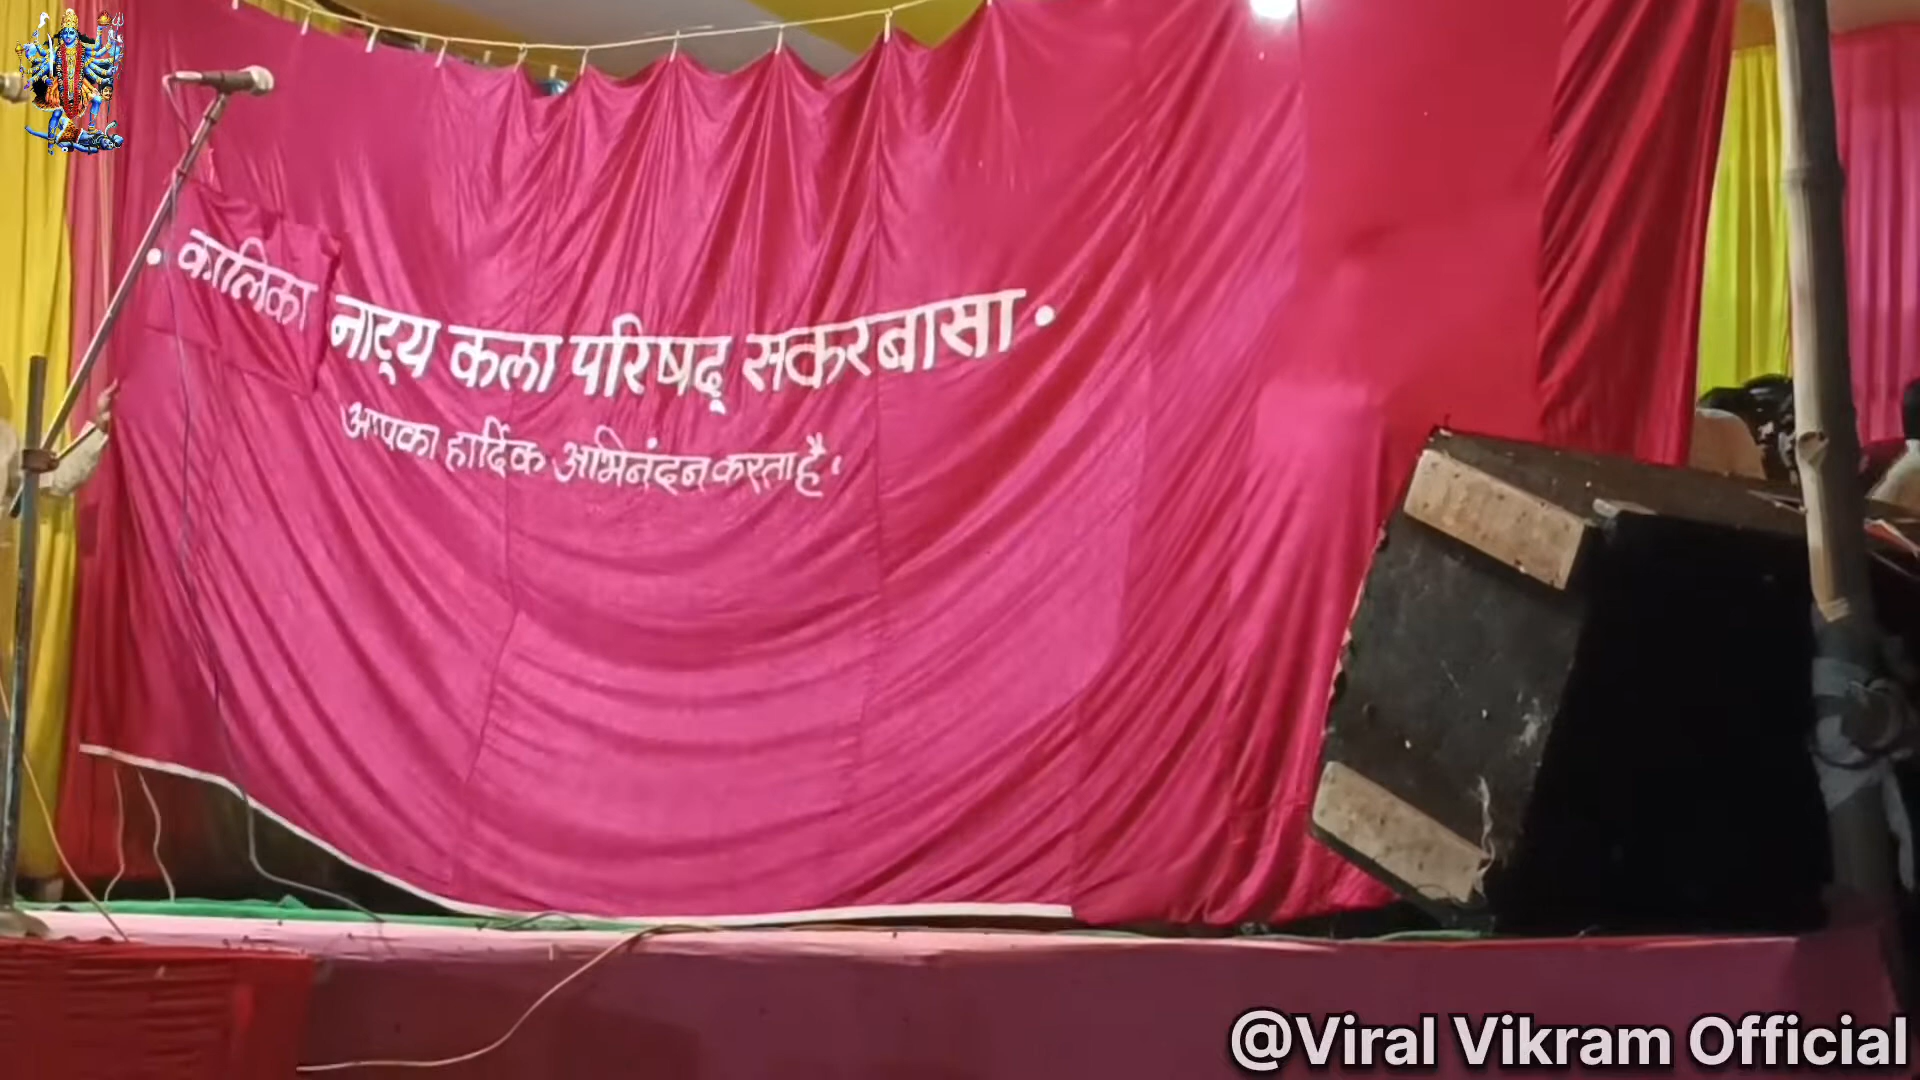 • कालिका नाट्य कला परिषद् सकरबासा •
आपका हार्दिक अभिनंदन करता है •
@Viral Vikram Official